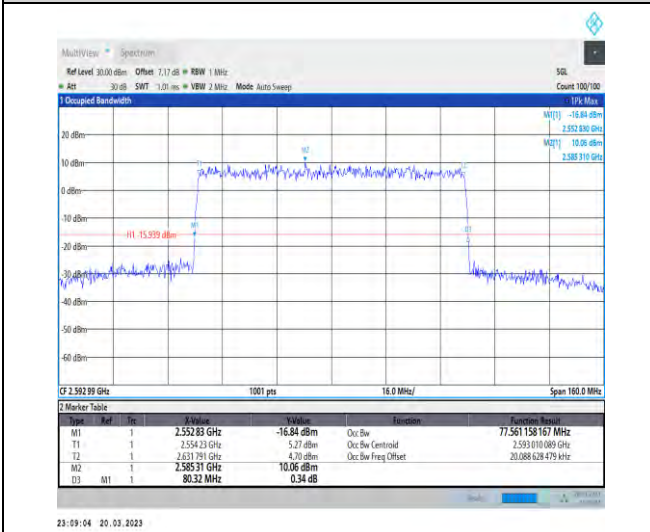 MultiView Spectrum
Ref Level 30.00 dBm Offset 7.17 dB RBW 1 MHz SGL
Att 30 dB SWT 1.01 ms VBW 2 MHz Mode Auto Sweep Count 100/100
1 Occupied Bandwidth 1Pk Max
M1[1] -16.84 dBm
2.552 830 GHz
20 dBm M2[1] 10.06 dBm
2.585 310 GHz
M2
10 dBm
T1
0 dBm
-10 dBm
M1
H1 -15.939 dBm
D3
-20 dBm
-30 dBm
-40 dBm
-50 dBm
-60 dBm
CF 2.592 99 GHz 1001 pts 16.0 MHz/ Span 160.0 MHz
2 Marker Table
Type Ref Trc X-Value Y-Value Function Function Result
M1 1 2.552 83 GHz -16.84 dBm Occ Bw 77.561 158 167 MHz
T1 1 2.554 23 GHz 5.27 dBm Occ Bw Centroid 2.593 010 089 GHz
T2 1 2.631 791 GHz 4.70 dBm Occ Bw Freq Offset 20.088 628 479 kHz
M2 1 2.585 31 GHz 10.06 dBm
D3 M1 1 80.32 MHz 0.34 dB
23:09:04 20.03.2023